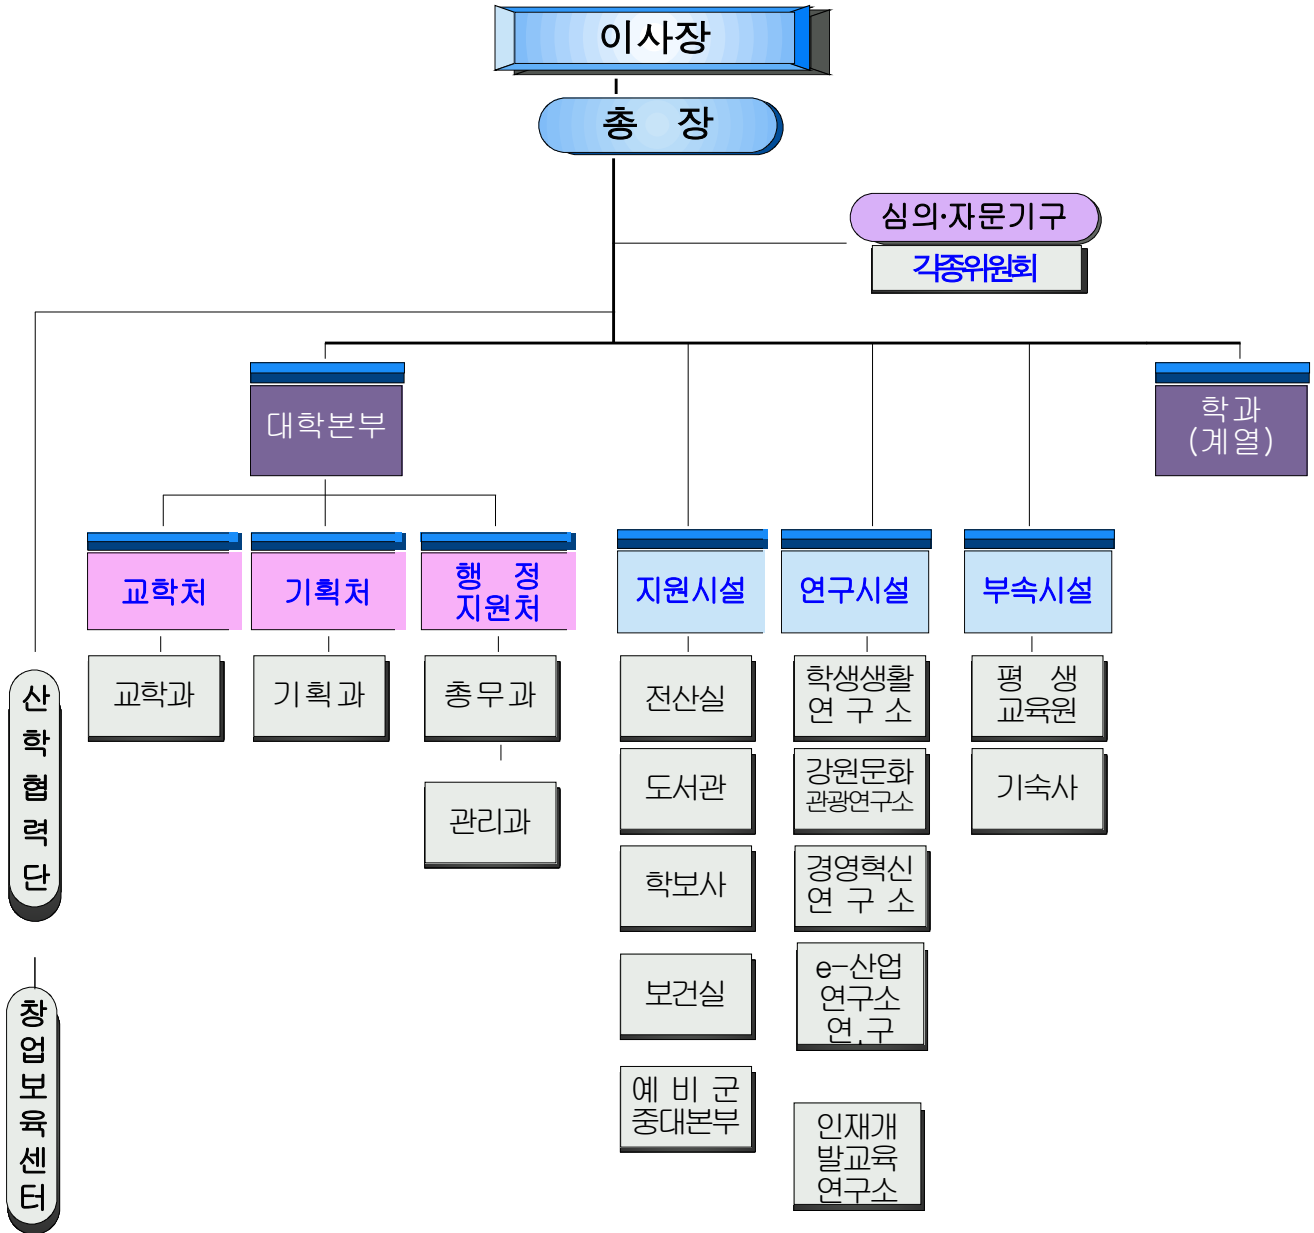 이사장
총 장
심의·자문기구
각종위원회
대학본부
학과
(계열)
교학처
기획처
행 정
지원처
지원시설
연구시설
부속시설
교학과
기획과
총무과
관리과
전산실
도서관
학보사
보건실
예 비 군
중대본부
학생생활
연 구 소
강원문화
관광연구소
경영혁신
연 구 소
e-산업
연구소
연,구
인재개
발교육
연구소
평 생
교육원
기숙사
산
학
협
력
단
창
업
보
육
센
터